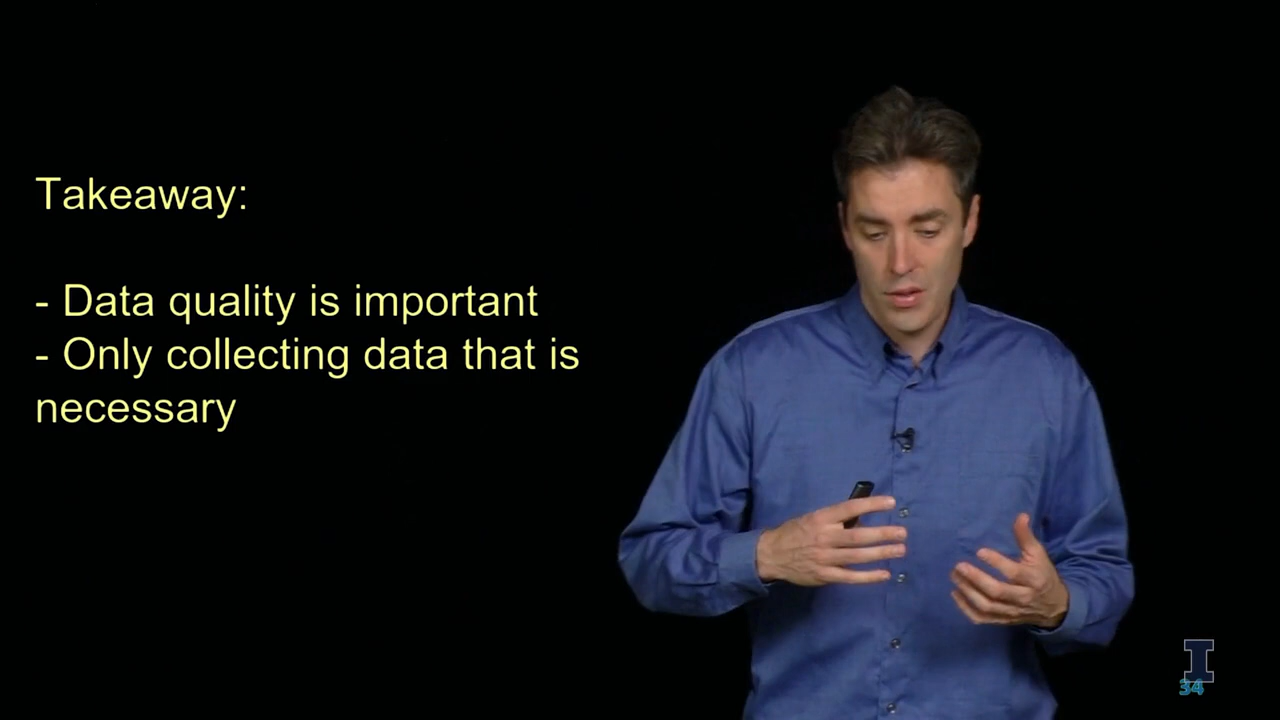 Takeaway:
- Data quality is important
- Only collecting data that is
necessary
I
34